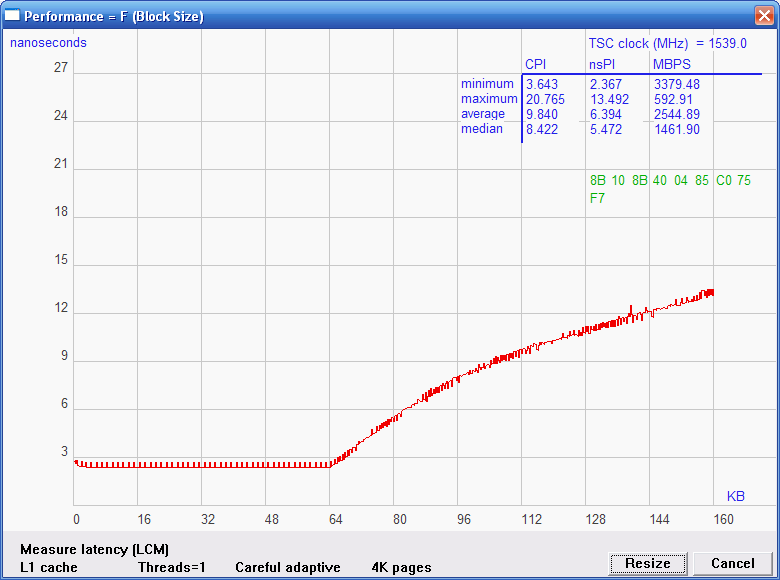 Performance = F (Block Size)
nanoseconds
TSC clock (MHz) = 1539.0
CPI nsPI MBPS
minimum 3.643 2.367 3379.48
maximum 20.765 13.492 592.91
average 9.840 6.394 2544.89
median 8.422 5.472 1461.90
8B 10 8B 40 04 85 C0 75
F7
27
24
21
18
15
12
9
6
3
KB
0 16 32 48 64 80 96 112 128 144 160
Measure latency (LCM)
L1 cache Threads=1 Careful adaptive 4K pages
Resize Cancel